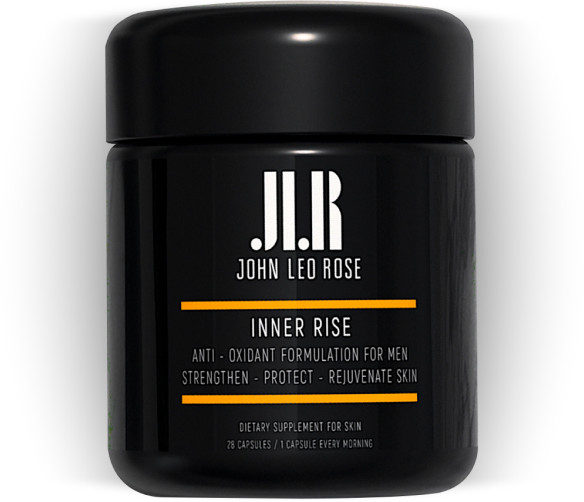 JLR
JOHN LEO ROSE
INNER RISE
ANTI - OXIDANT FORMULATION FOR MEN
STRENGTHEN - PROTECT - REJUVENATE SKIN
DIETARY SUPPLEMENT FOR SKIN
28 CAPSULES / 1 CAPSULE EVERY MORNING